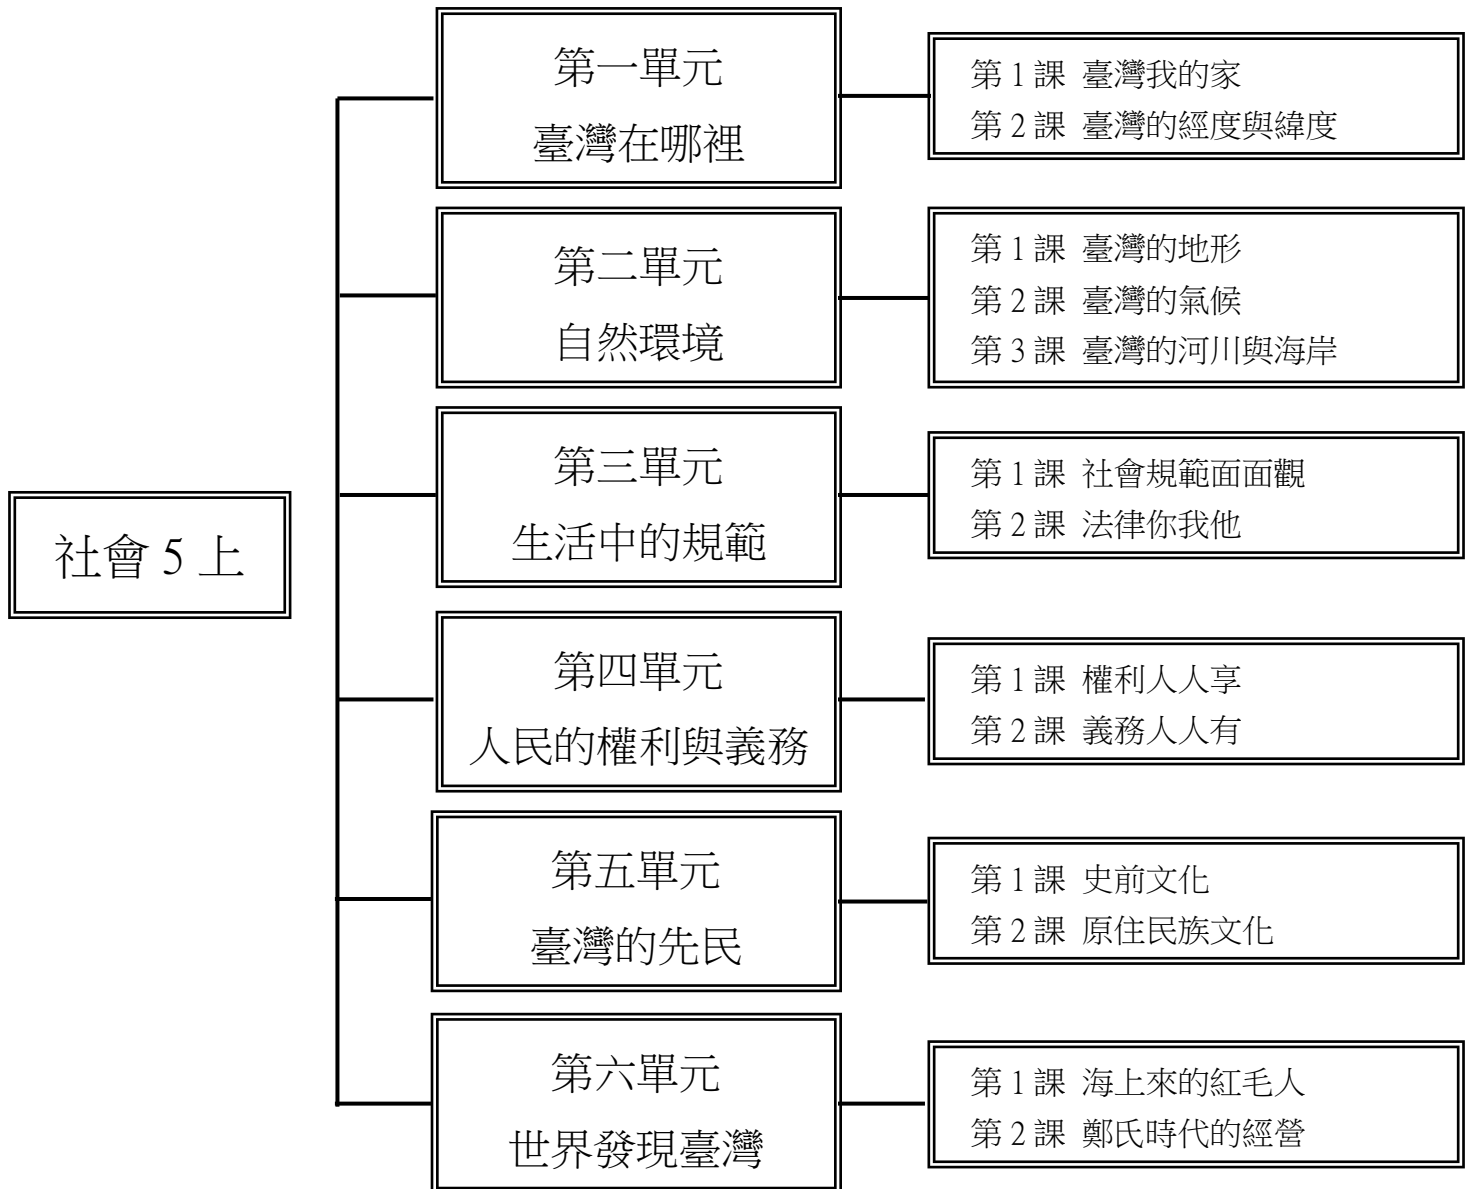 社會 5 上
第一單元
臺灣在哪裡
第 1 課 臺灣我的家
第 2 課 臺灣的經度與緯度
第二單元
自然環境
第 1 課 臺灣的地形
第 2 課 臺灣的氣候
第 3 課 臺灣的河川與海岸
第三單元
生活中的規範
第 1 課 社會規範面面觀
第 2 課 法律你我他
第四單元
人民的權利與義務
第 1 課 權利人人享
第 2 課 義務人人有
第五單元
臺灣的先民
第 1 課 史前文化
第 2 課 原住民族文化
第六單元
世界發現臺灣
第 1 課 海上來的紅毛人
第 2 課 鄭氏時代的經營